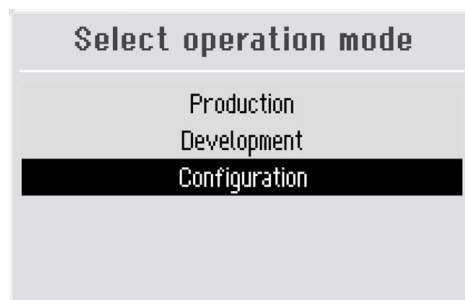 Select operation mode
Production
Development
Configuration